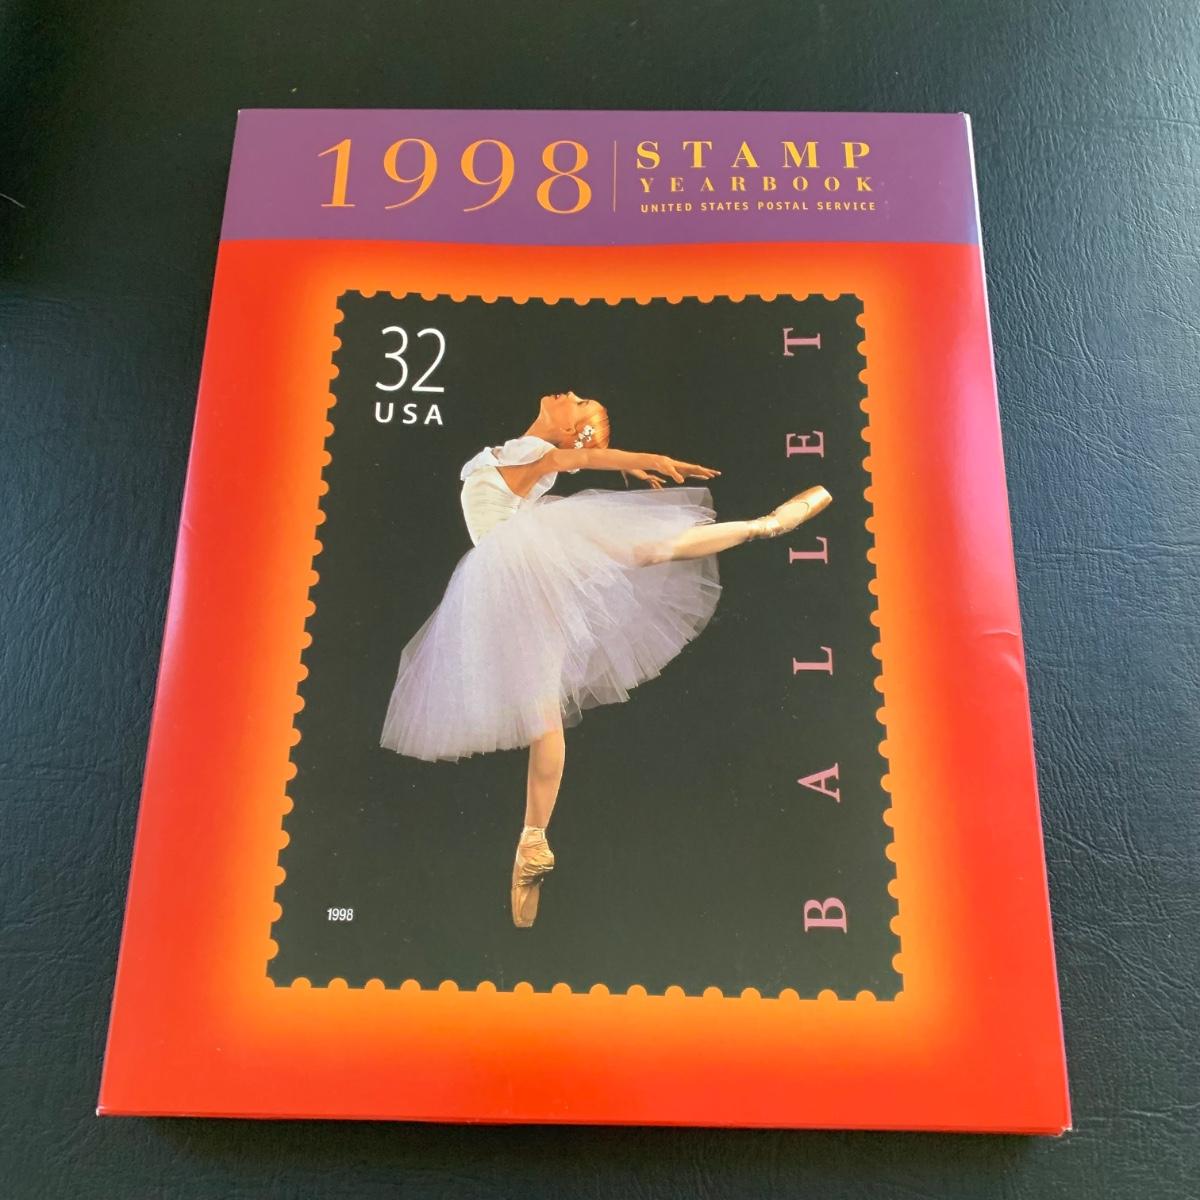 1998
STAMP
YEARBOOK
UNITED STATES POSTAL SERVICE
32
USA
BALLET
1998